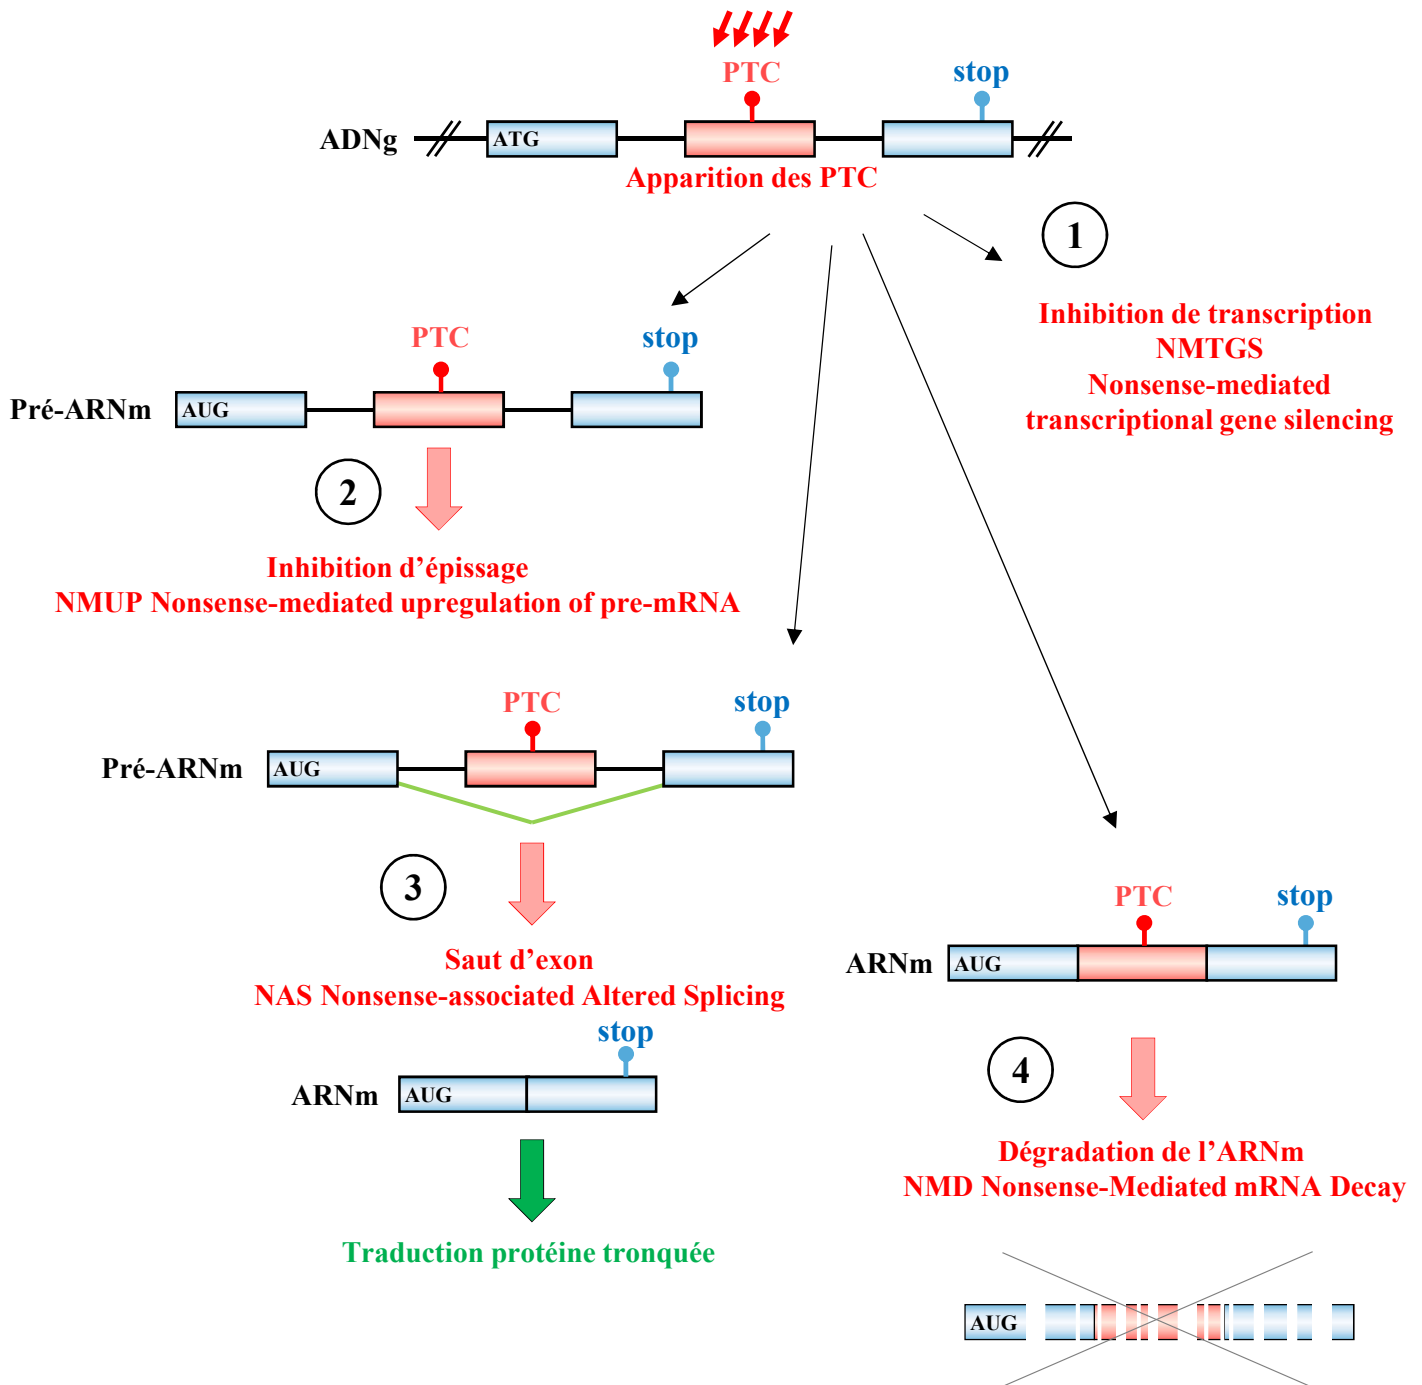 PTC
stop
ADNg
ATG
Apparition des PTC
1
Inhibition de transcription
NMTGS
Nonsense-mediated
transcriptional gene silencing
PTC
stop
Pré-ARNm
AUG
2
Inhibition d’épissage
NMUP Nonsense-mediated upregulation of pre-mRNA
PTC
stop
Pré-ARNm
AUG
3
Saut d’exon
NAS Nonsense-associated Altered Splicing
stop
ARNm
AUG
Traduction protéine tronquée
PTC
stop
ARNm
AUG
4
Dégradation de l’ARNm
NMD Nonsense-Mediated mRNA Decay
AUG